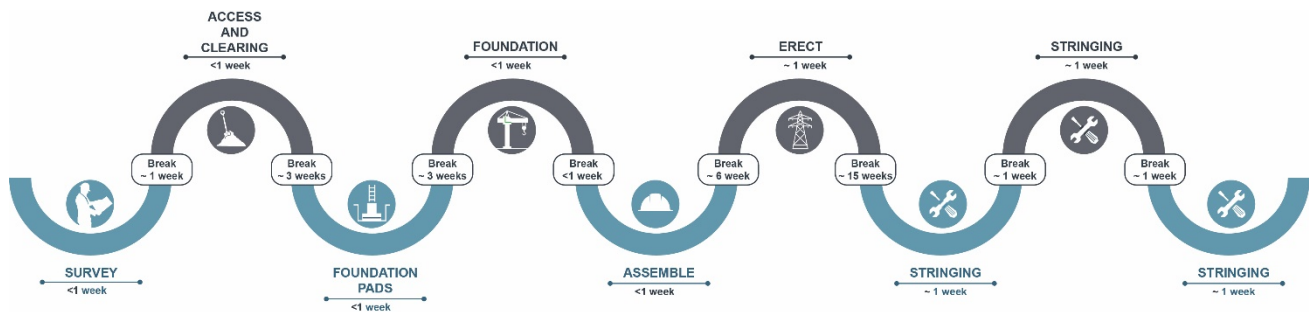 ACCESS
AND
CLEARING
<1 week
FOUNDATION
<1 week
ERECT
~ 1 week
STRINGING
~ 1 week
Break
~ 1 week
Break
~ 3 weeks
Break
~ 3 weeks
Break
<1 week
Break
~ 6 week
Break
~ 15 weeks
Break
~ 1 week
Break
~ 1 week
SURVEY
<1 week
FOUNDATION
PADS
<1 week
ASSEMBLE
<1 week
STRINGING
~ 1 week
STRINGING
~ 1 week